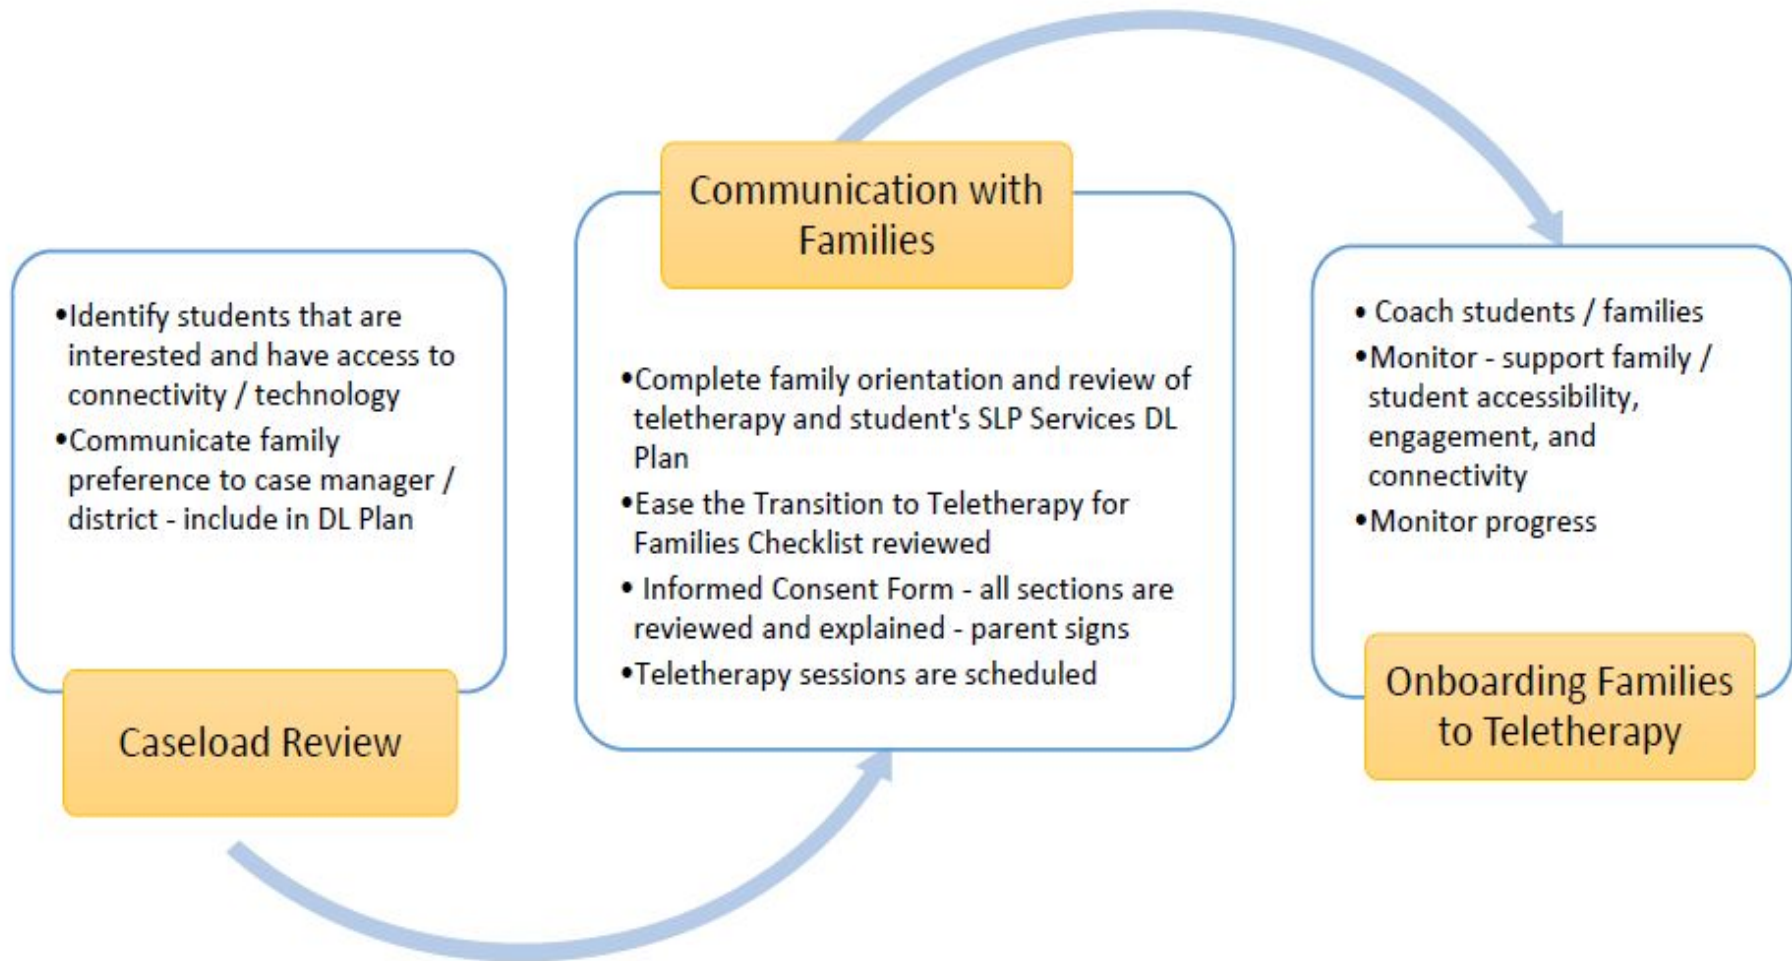 •Identify students that are
interested and have access to
connectivity / technology
•Communicate family
preference to case manager /
district - include in DL Plan
Caseload Review
Communication with
Families
•Complete family orientation and review of
teletherapy and student's SLP Services DL
Plan
•Ease the Transition to Teletherapy for
Families Checklist reviewed
• Informed Consent Form - all sections are
reviewed and explained - parent signs
•Teletherapy sessions are scheduled
• Coach students / families
•Monitor - support family /
student accessibility,
engagement, and
connectivity
•Monitor progress
Onboarding Families
to Teletherapy